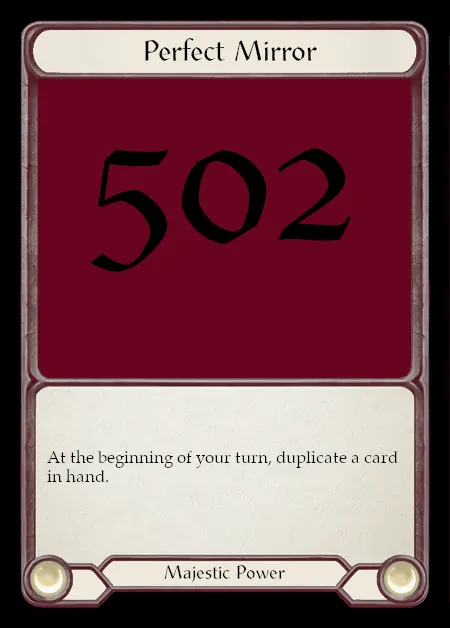 Perfect Mirror
502
At the beginning of your turn, duplicate a card
in hand.
Majestic Power